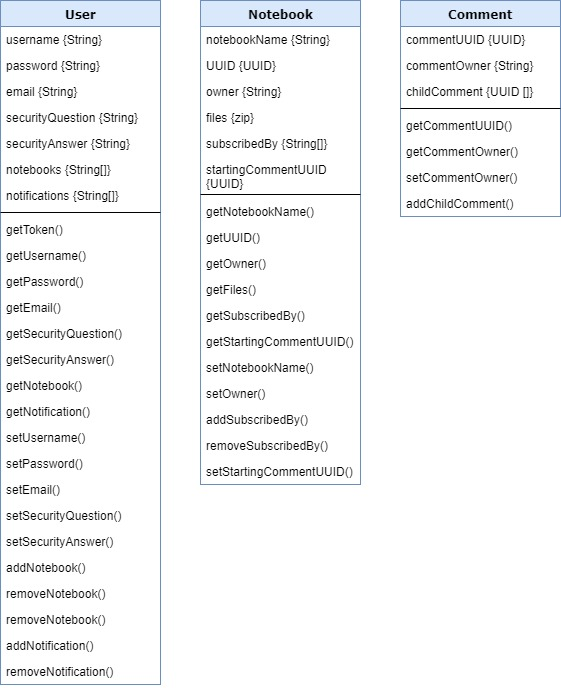 User
username {String}
password {String}
email {String}
securityQuestion {String}
securityAnswer {String}
notebooks {String[]}
notifications {String[]}
getToken()
getUsername()
getPassword()
getEmail()
getSecurityQuestion()
getSecurityAnswer()
getNotebook()
getNotification()
setUsername()
setPassword()
setEmail()
setSecurityQuestion()
setSecurityAnswer()
addNotebook()
removeNotebook()
removeNotebook()
addNotification()
removeNotification()
Notebook
notebookName {String}
UUID {UUID}
owner {String}
files {zip}
subscribedBy {String[]}
startingCommentUUID
{UUID}
getNotebookName()
getUUID()
getOwner()
getFiles()
getSubscribedBy()
getStartingCommentUUID()
setNotebookName()
setOwner()
addSubscribedBy()
removeSubscribedBy()
setStartingCommentUUID()
Comment
commentUUID {UUID}
commentOwner {String}
childComment {UUID []}
getCommentUUID()
getCommentOwner()
setCommentOwner()
addChildComment()